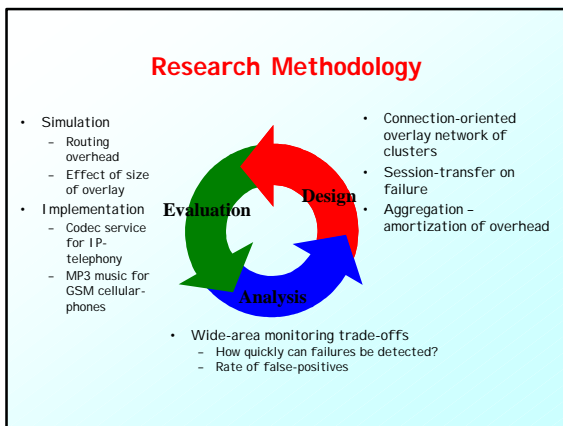 Research Methodology
• Simulation
– Routing
overhead
– Effect of size
of overlay
• Implementation
– Codec service
for IP-
telephony
– MP3 music for
GSM cellular-
phones
Evaluation
Design
Analysis
• Connection-oriented
overlay network of
clusters
• Session-transfer on
failure
• Aggregation –
amortization of overhead
• Wide-area monitoring trade-offs
– How quickly can failures be detected?
– Rate of false-positives